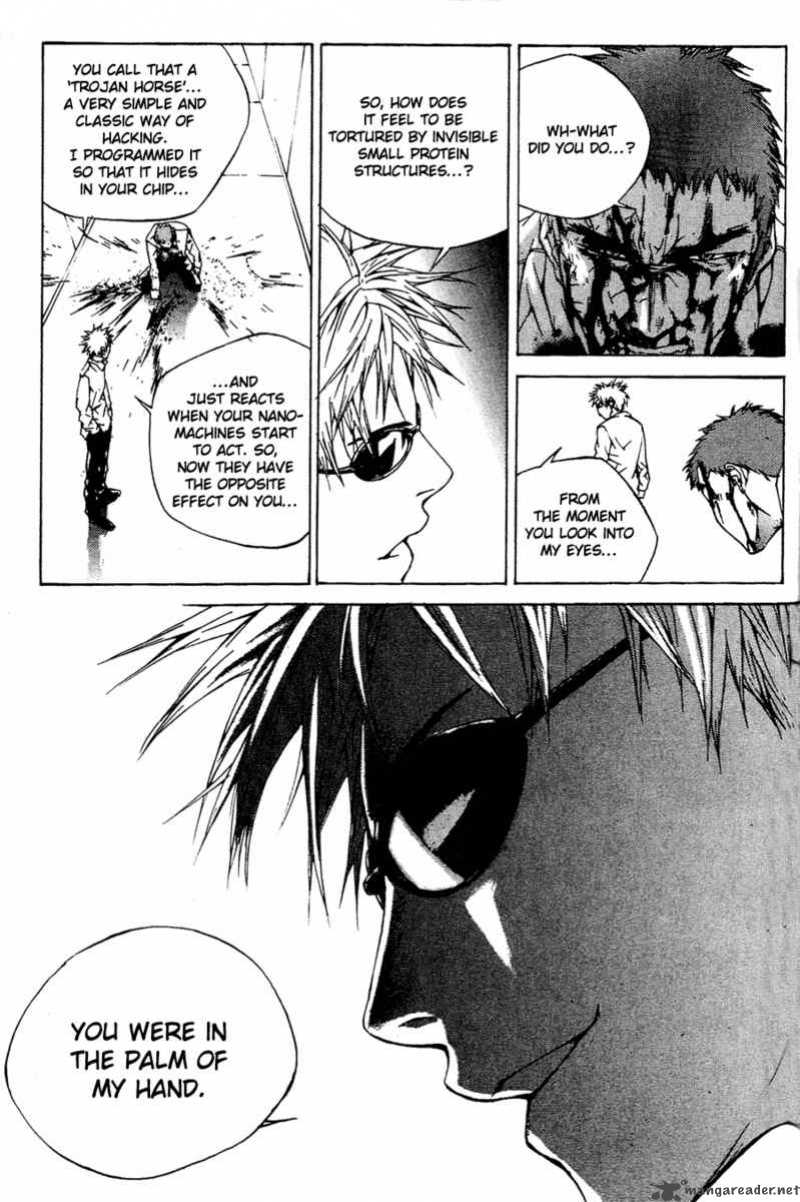 WH-WHAT
DID YOU DO...?
SO, HOW DOES
IT FEEL TO BE
TORTURED BY INVISIBLE
SMALL PROTEIN
STRUCTURES...?
YOU CALL THAT A
'TROJAN HORSE'...
A VERY SIMPLE AND
CLASSIC WAY OF
HACKING.
I PROGRAMMED IT
SO THAT IT HIDES
IN YOUR CHIP...
...AND
JUST REACTS
WHEN YOUR NANO-
MACHINES START
TO ACT. SO,
NOW THEY HAVE
THE OPPOSITE
EFFECT ON YOU...
FROM
THE MOMENT
YOU LOOK INTO
MY EYES...
YOU WERE IN
THE PALM OF
MY HAND.
mangareader.net